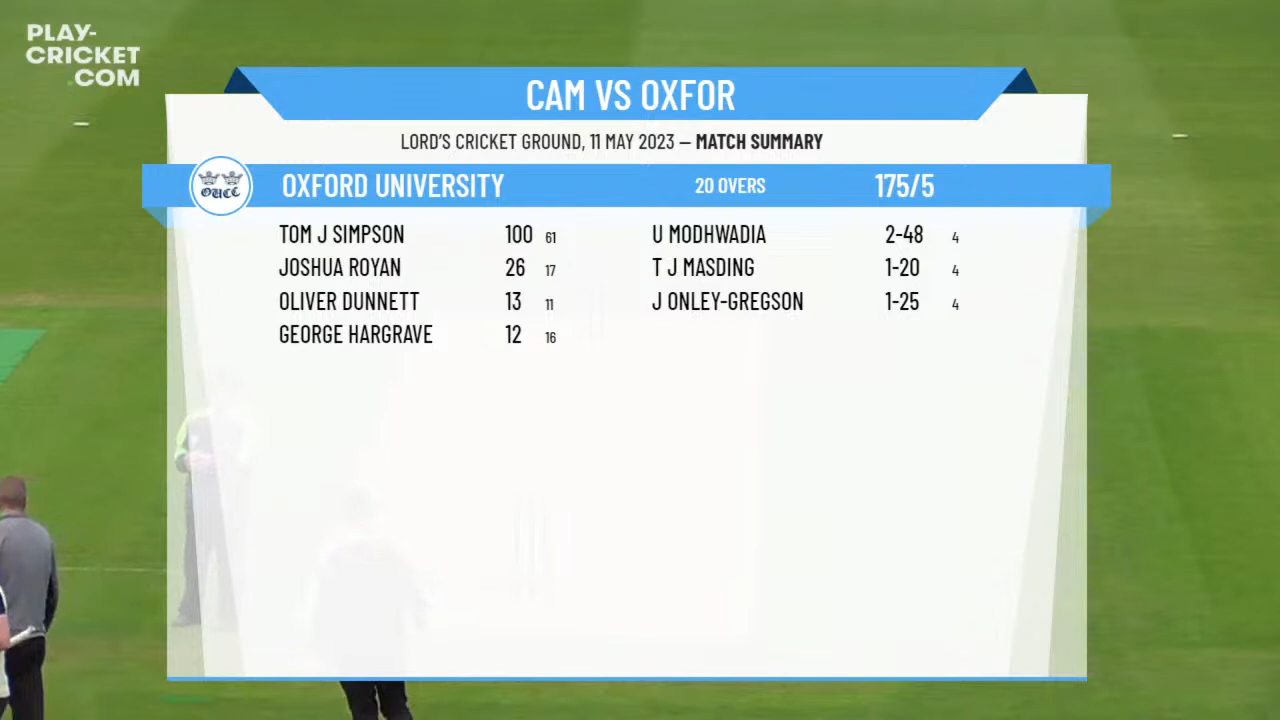 PLAY-
CRICKET
.COM
CAM VS OXFOR
LORD'S CRICKET GROUND, 11 MAY 2023 – MATCH SUMMARY
OUCC OXFORD UNIVERSITY 20 OVERS 175/5
TOM J SIMPSON 100 61 U MODHWADIA 2-48 4
JOSHUA ROYAN 26 17 T J MASDING 1-20 4
OLIVER DUNNETT 13 11 J ONLEY-GREGSON 1-25 4
GEORGE HARGRAVE 12 16